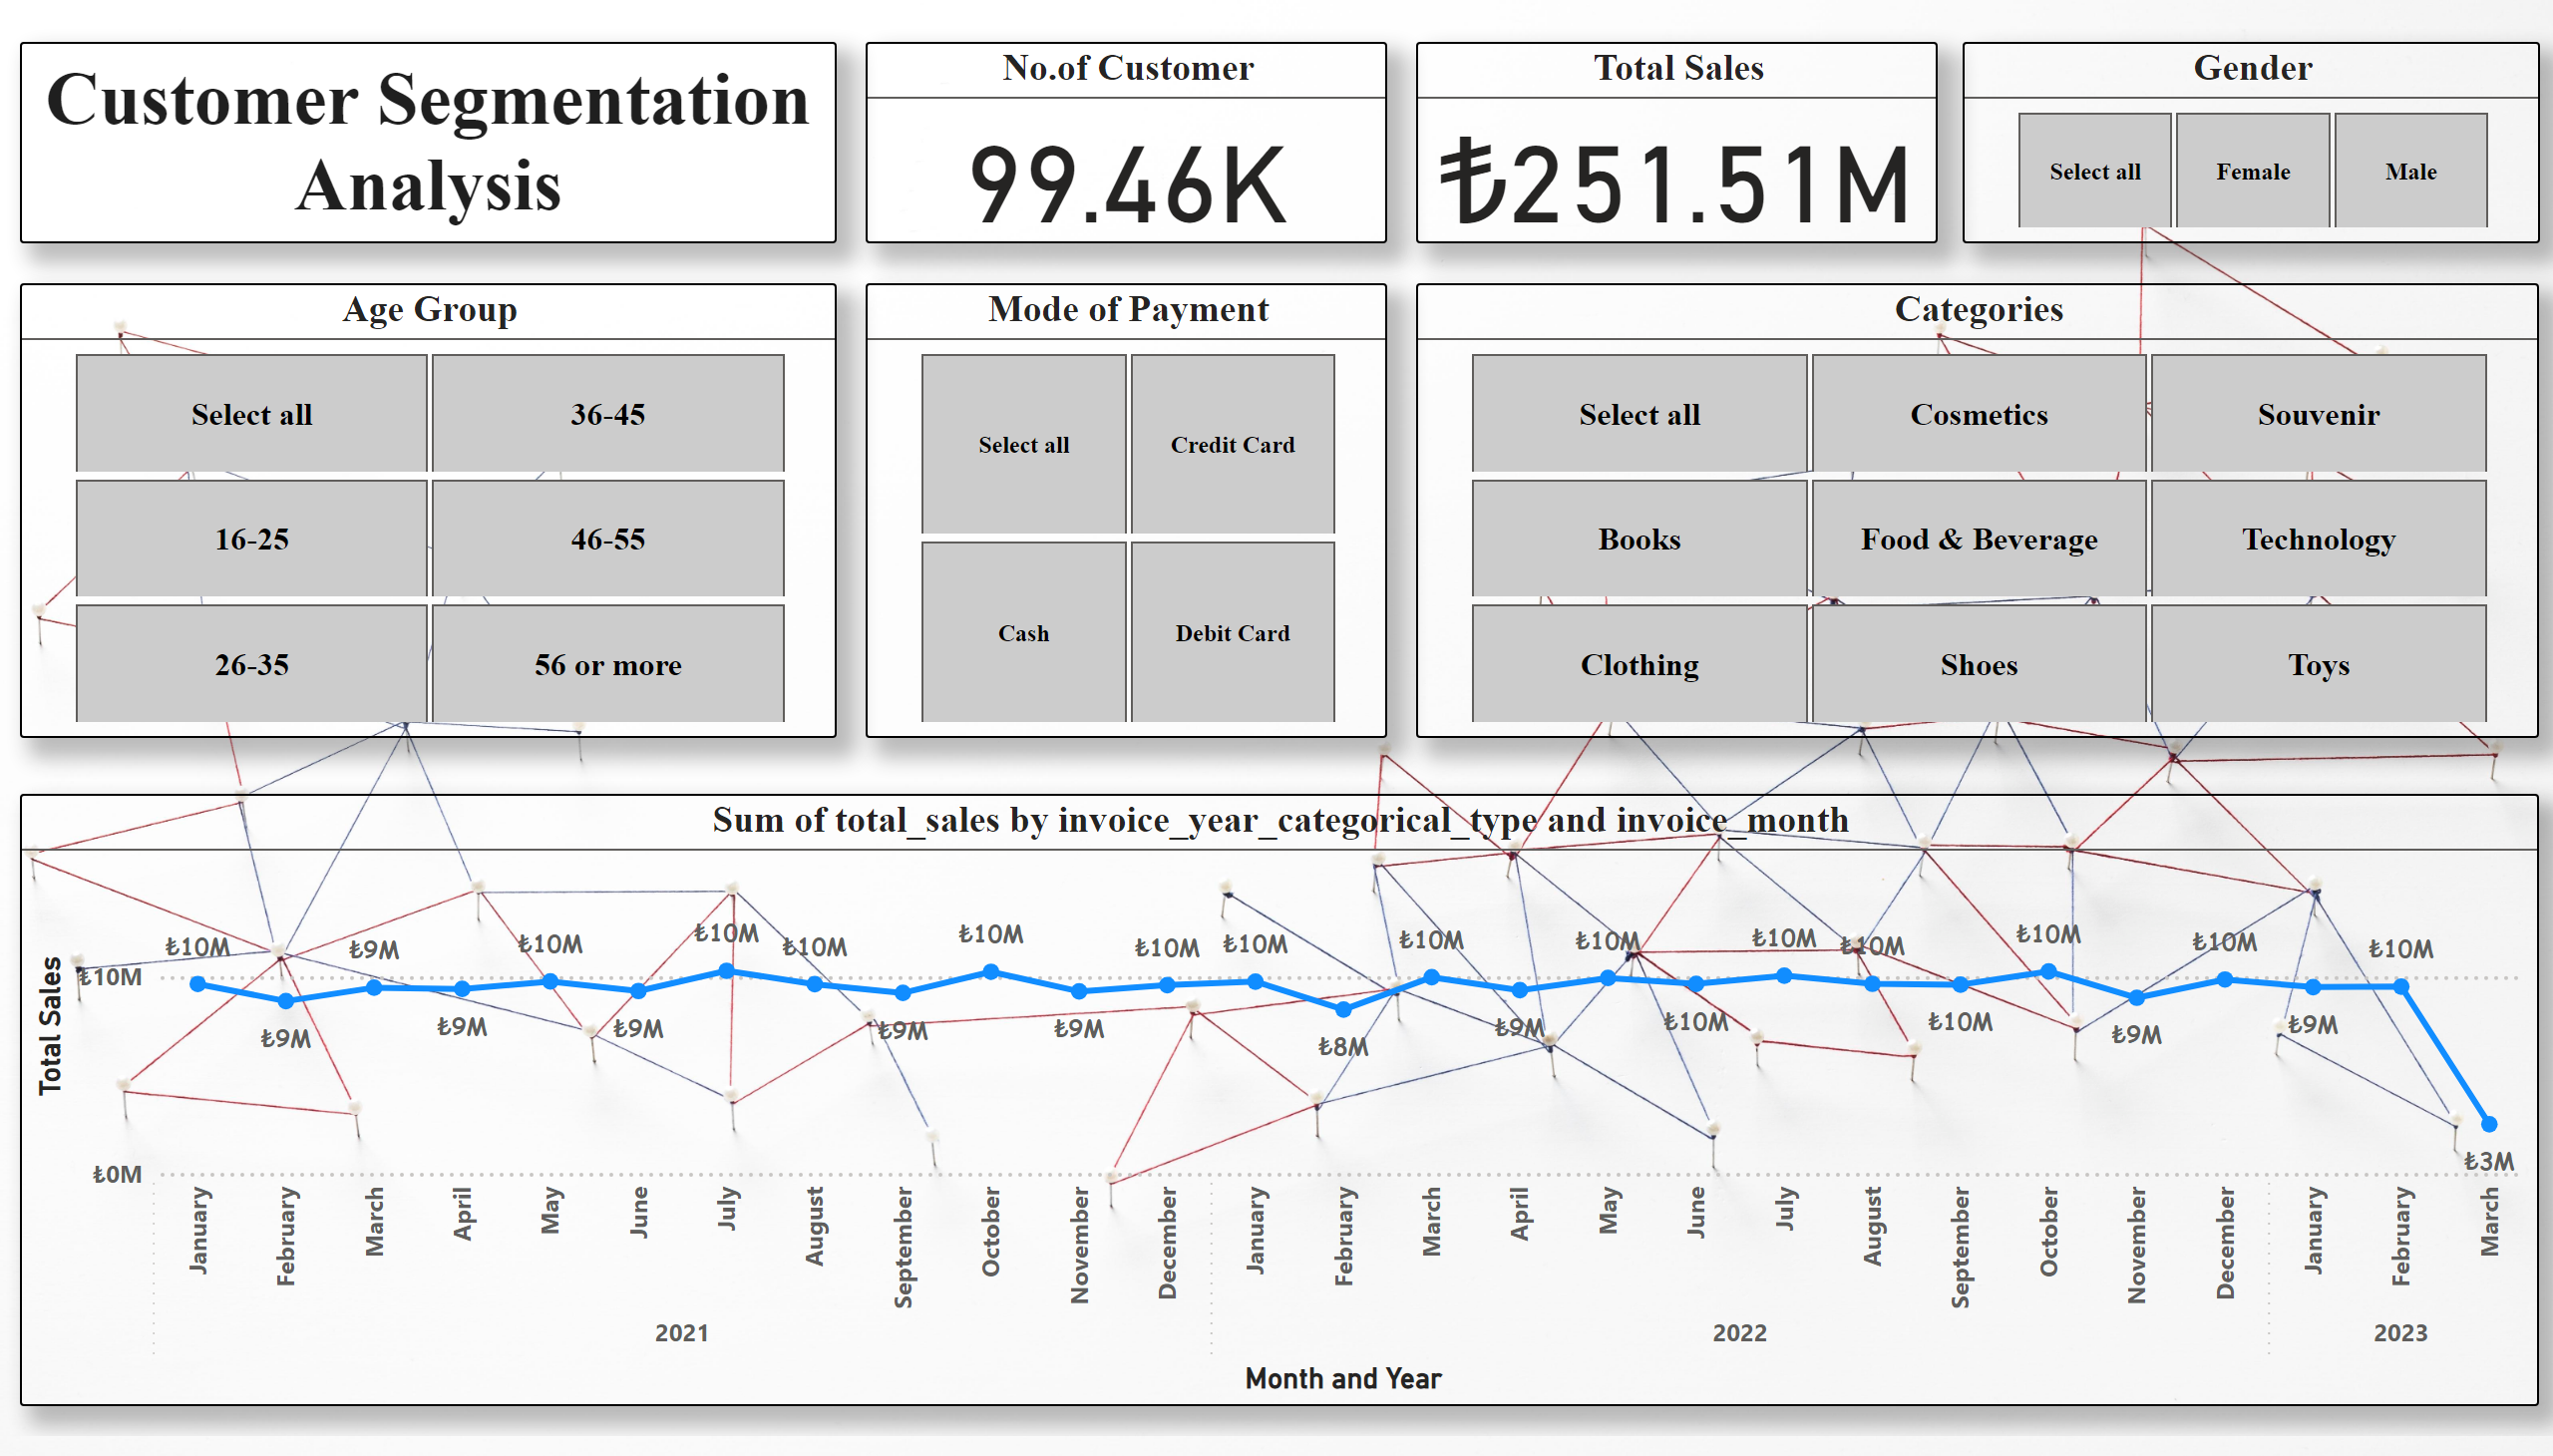 Customer Segmentation
Analysis
No.of Customer
99.46K
Total Sales
₺251.51M
Gender
Select all
Female
Male
Age Group
Select all
36-45
16-25
46-55
26-35
56 or more
Mode of Payment
Select all
Credit Card
Cash
Debit Card
Categories
Select all
Cosmetics
Souvenir
Books
Food & Beverage
Technology
Clothing
Shoes
Toys
Sum of total_sales by invoice_year_categorical_type and invoice_month
Total Sales
₺10M
₺0M
₺10M
₺9M
₺9M
₺9M
₺10M
₺9M
₺10M
₺10M
₺9M
₺10M
₺9M
₺10M
₺10M
₺8M
₺10M
₺9M
₺10M
₺10M
₺10M
₺10M
₺10M
₺10M
₺9M
₺10M
₺9M
₺10M
₺3M
January
February
March
April
May
June
July
August
September
October
November
December
January
February
March
April
May
June
July
August
September
October
November
December
January
February
March
2021
2022
2023
Month and Year